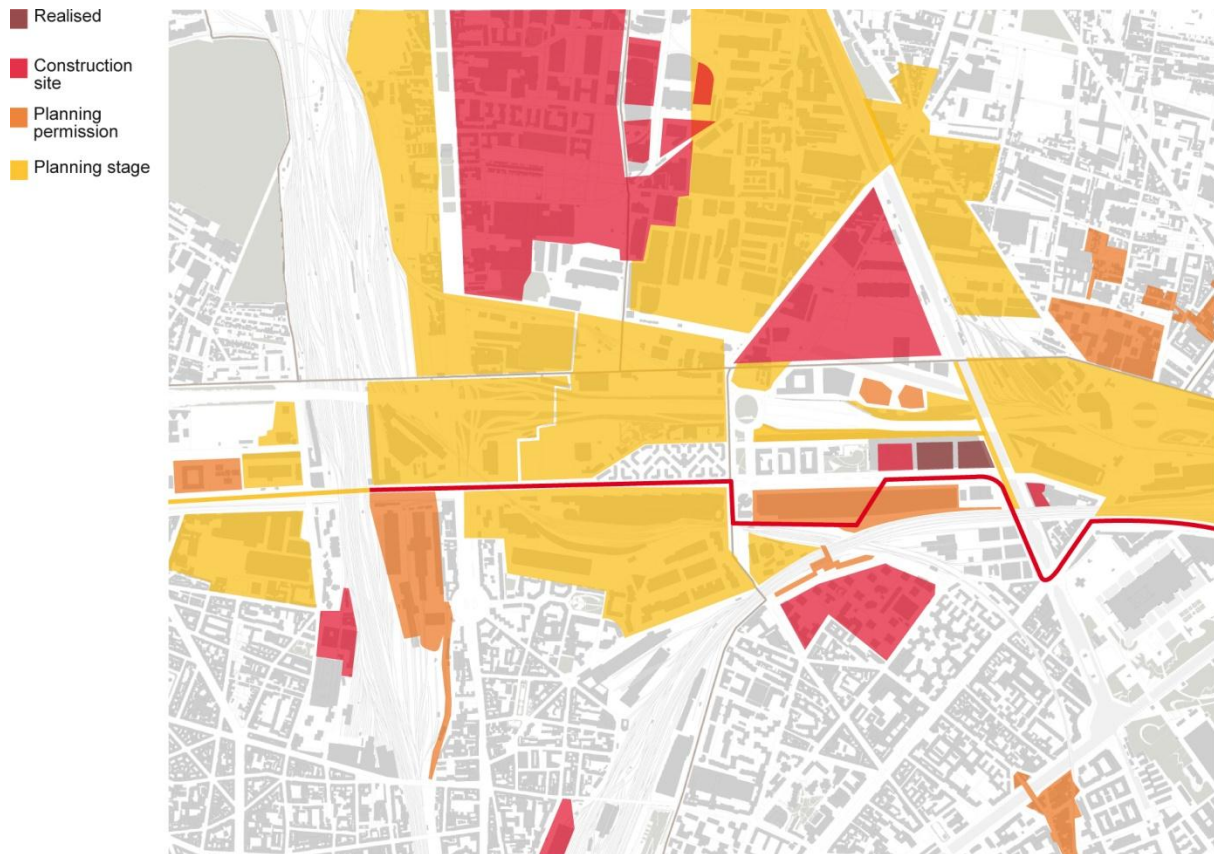 Realised
Construction
site
Planning
permission
Planning stage